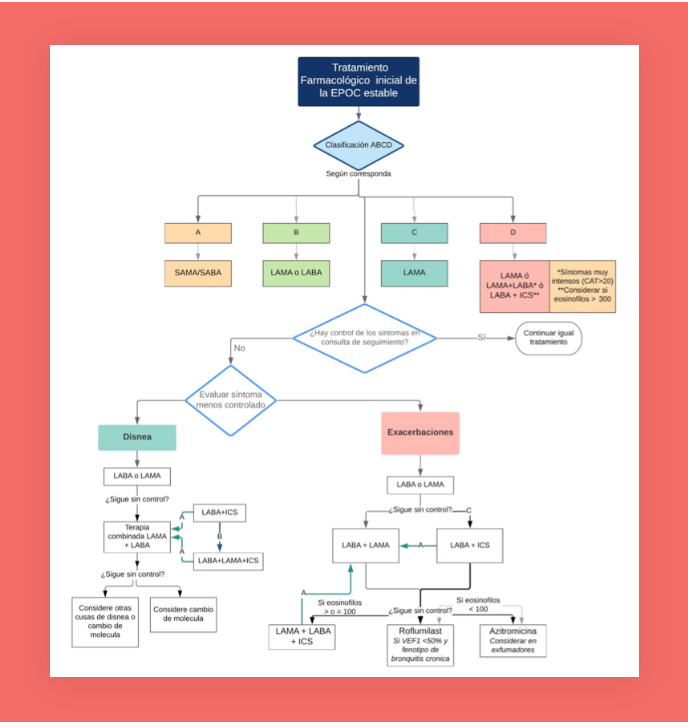 Tratamiento
Farmacológico inicial de
la EPOC estable
Clasificación ABCD
Según corresponda
A
B
C
D
SAMA/SABA
LAMA o LABA
LAMA
LAMA ó
LAMA+LABA* ó
LABA + ICS**
*Síntomas muy
intensos (CAT>20)
**Considerar si
eosinofilos > 300
¿Hay control de los sintomas en
consulta de seguimiento?
Sí
Continuar igual
tratamiento
No
Evaluar síntoma
menos controlado
Disnea
Exacerbaciones
LABA o LAMA
LABA o LAMA
¿Sigue sin control?
¿Sigue sin control?
C
Terapia
combinada LAMA
+ LABA
A
LABA+ICS
B
A
LABA+LAMA+ICS
LABA + LAMA
A
LABA + ICS
¿Sigue sin control?
A
Si eosinofilos
> o = 100
¿Sigue sin control?
Si eosinofilos
< 100
Considere otras
cusas de disnea o
cambio de
molecula
Considere cambio
de molecula
LAMA + LABA
+ ICS
Roflumilast
Si VEF1 <50% y
fenotipo de
bronquitis cronica
Azitromicina
Considerar en
exfumadores